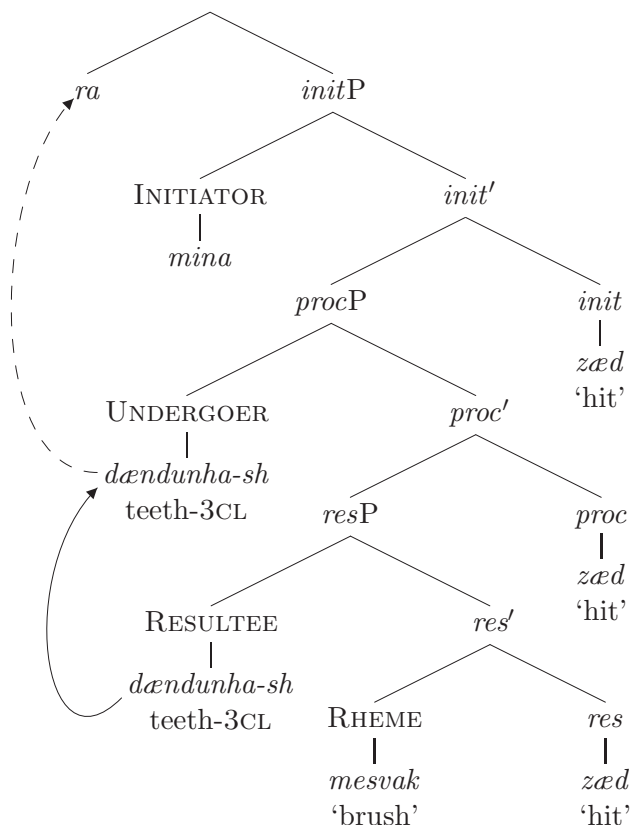 ra initP
INITIATOR init′
mina
procP init
zæd
‘hit’
UNDERGOER proc′
dændunha-sh
teeth-3CL
resP proc
zæd
‘hit’
RESULTEE res′
dændunha-sh
teeth-3CL
RHEME res
mesvak zæd
‘brush’ ‘hit’